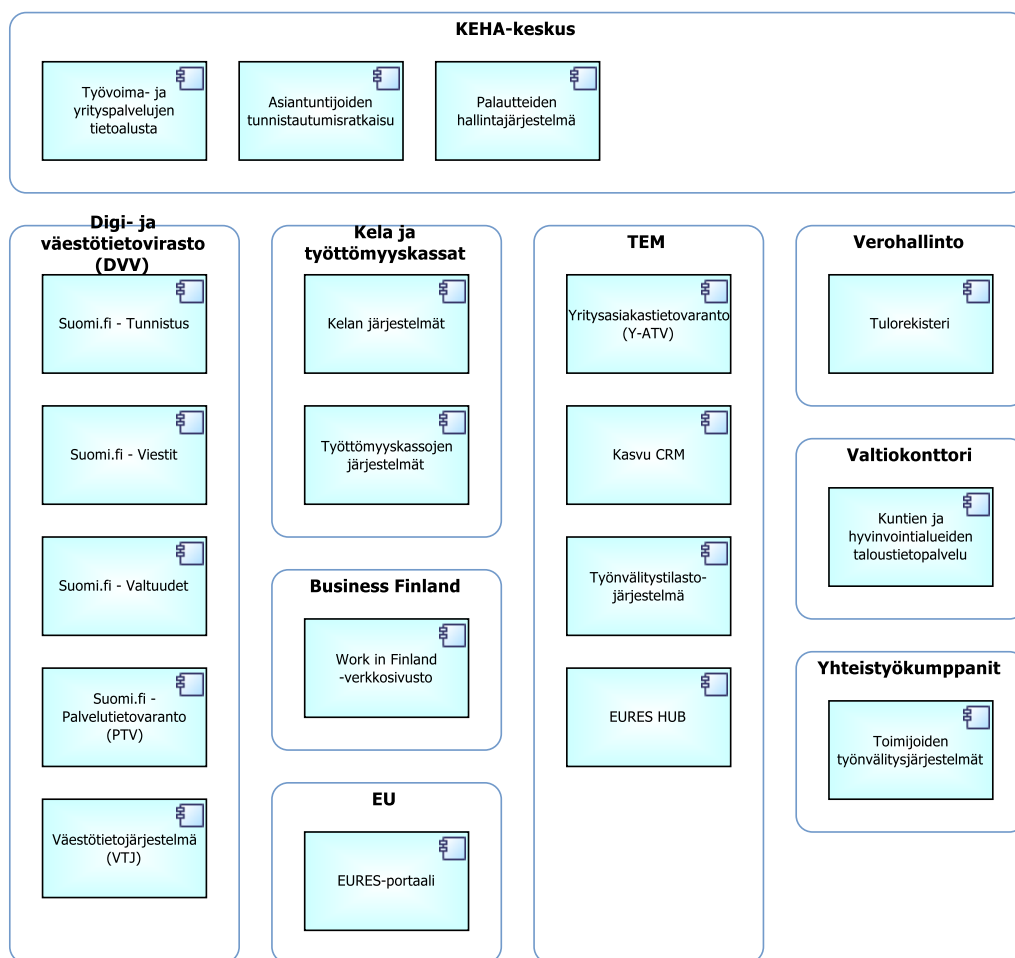 KEHA-keskus
Työvoima- ja
yrityspalvelujen
tietoalusta
Asiantuntijoiden
tunnistautumisratkaisu
Palautteiden
hallintajärjestelmä
Digi- ja
väestötietovirasto
(DVV)
Suomi.fi - Tunnistus
Suomi.fi - Viestit
Suomi.fi - Valtuudet
Suomi.fi -
Palvelutietovaranto
(PTV)
Väestötietojärjestelmä
(VTJ)
Kela ja
työttömyyskassat
Kelan järjestelmät
Työttömyyskassojen
järjestelmät
Business Finland
Work in Finland
-verkkosivusto
EU
EURES-portaali
TEM
Yritysasiakastietovaranto
(Y-ATV)
Kasvu CRM
Työnvälitystilasto-
järjestelmä
EURES HUB
Verohallinto
Tulorekisteri
Valtiokonttori
Kuntien ja
hyvinvointialueiden
taloustietopalvelu
Yhteistyökumppanit
Toimijoiden
työnvälitysjärjestelmät